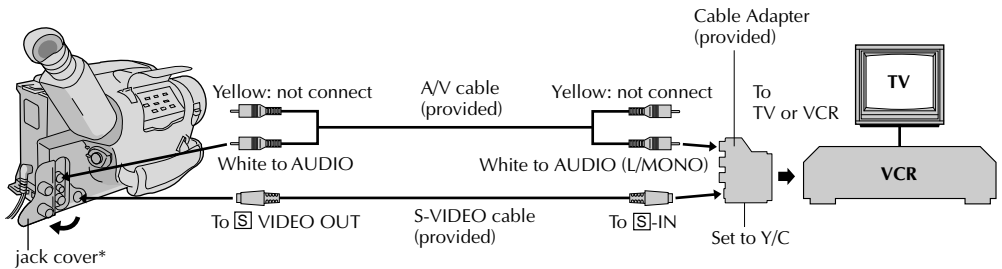 Cable Adapter
(provided)
A/V cable
(provided)
Yellow: not connect
Yellow: not connect
To
TV or VCR
TV
White to AUDIO
White to AUDIO (L/MONO)
VCR
To S VIDEO OUT
S-VIDEO cable
(provided)
To S-IN
Set to Y/C
jack cover*